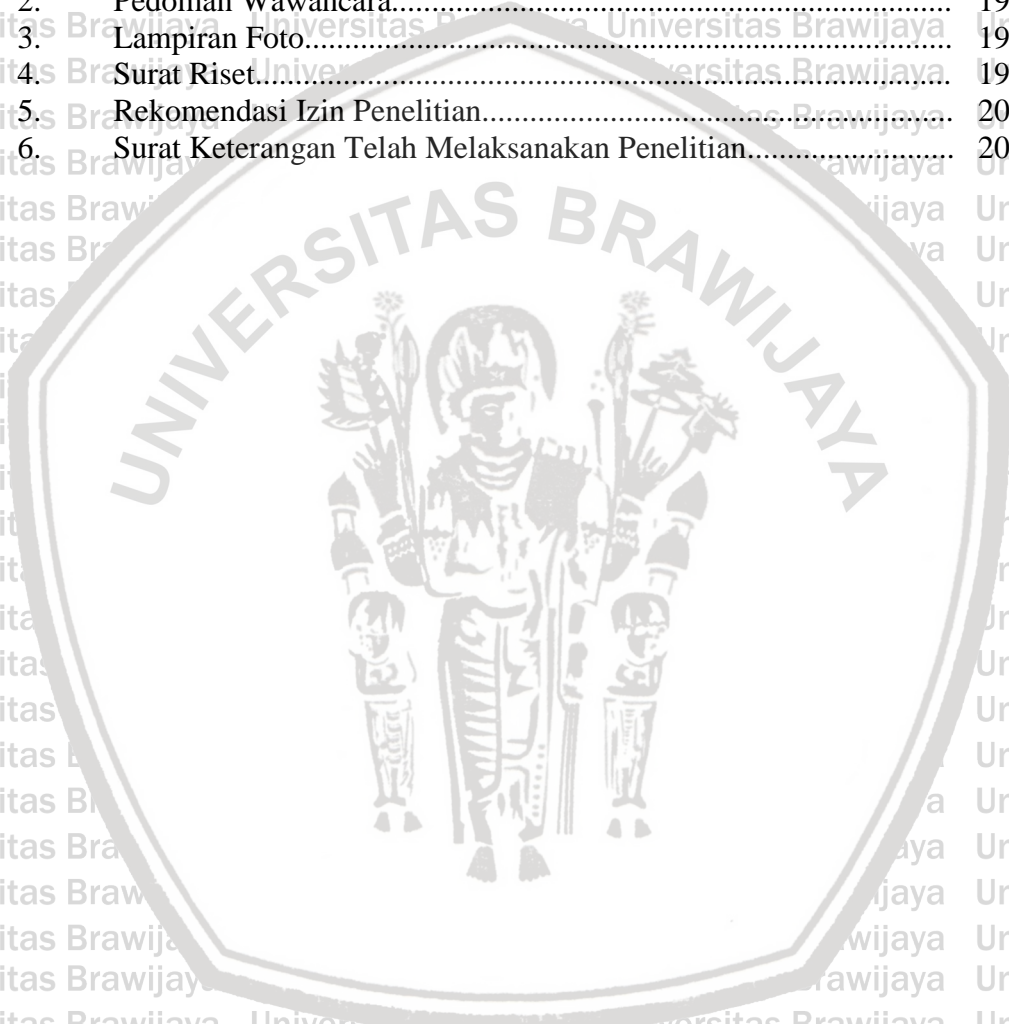 2. Pedoman Wawancara........................................................................ 19
3. Lampiran Foto.................................................................................. 19
4. Surat Riset........................................................................................ 19
5. Rekomendasi Izin Penelitian............................................................ 20
6. Surat Keterangan Telah Melaksanakan Penelitian.......................... 20
UNIVERSITAS BRAWIJAYA